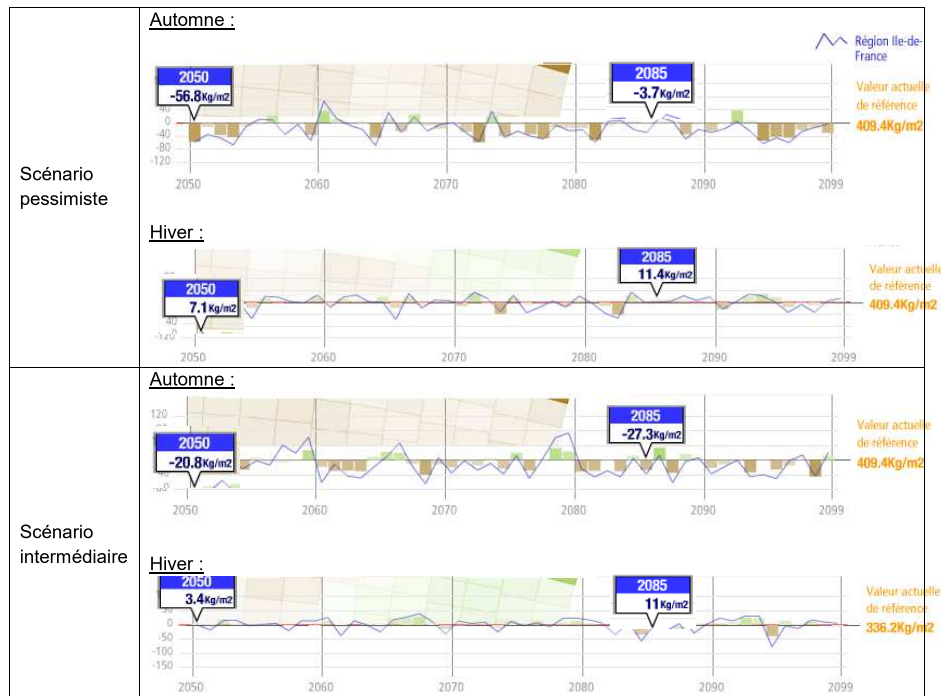 Scénario
pessimiste
Automne :
Région Ile-de-
France
2050
-56.8Kg/m2
2085
-3.7Kg/m2
Valeur actuelle
de référence
409.4Kg/m2
40
0
-40
-80
-120
2050 2060 2070 2080 2090 2099
Hiver :
2050
7.1Kg/m2
2085
11.4Kg/m2
Valeur actuelle
de référence
409.4Kg/m2
-120
2050 2060 2070 2080 2090 2099
Scénario
intermédiaire
Automne :
120
2050
-20.8Kg/m2
2085
-27.3Kg/m2
Valeur actuelle
de référence
409.4Kg/m2
2050 2060 2070 2080 2090 2099
Hiver :
2050
3.4Kg/m2
2085
11Kg/m2
Valeur actuelle
de référence
336.2Kg/m2
0
-50
-100
-150
2050 2060 2070 2080 2090 2099